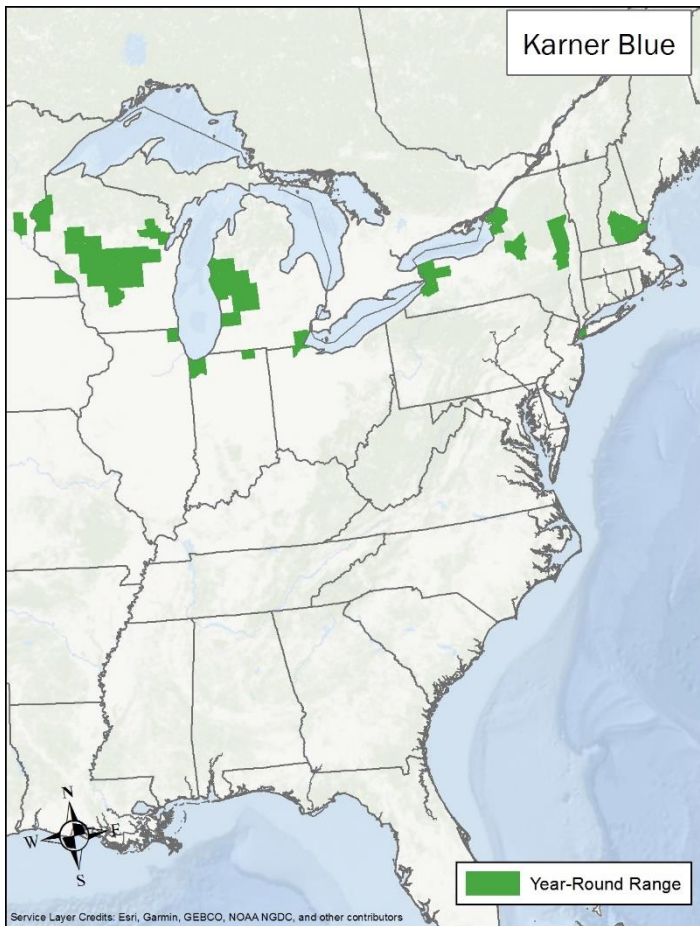 Karner Blue
N
W
E
S
Year-Round Range
Service Layer Credits: Esri, Garmin, GEBCO, NOAA NGDC, and other contributors